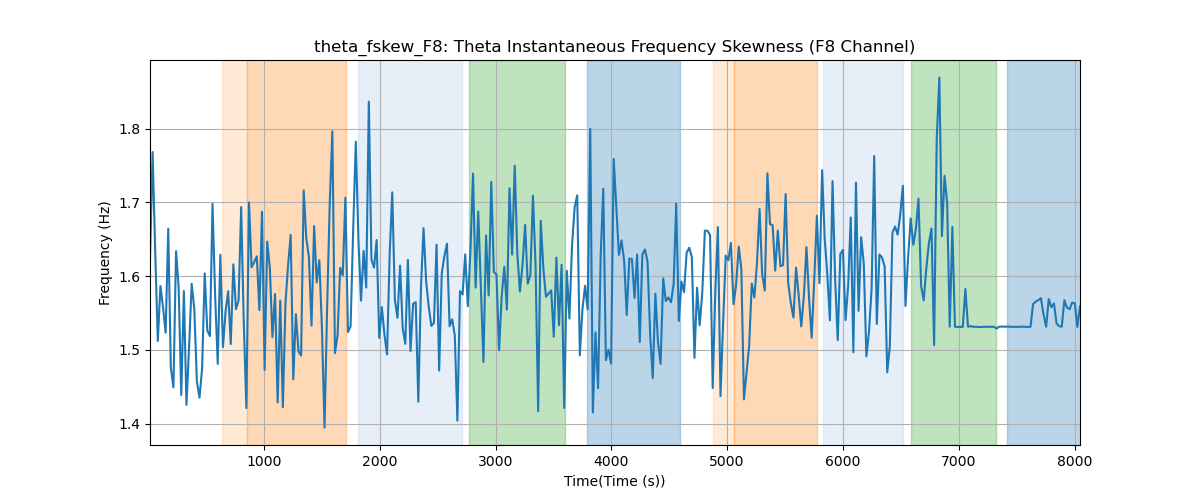 theta_fskew_F8: Theta Instantaneous Frequency Skewness (F8 Channel)
Frequency (Hz)
1.8
1.7
1.6
1.5
1.4
1000 2000 3000 4000 5000 6000 7000 8000
Time(Time (s))